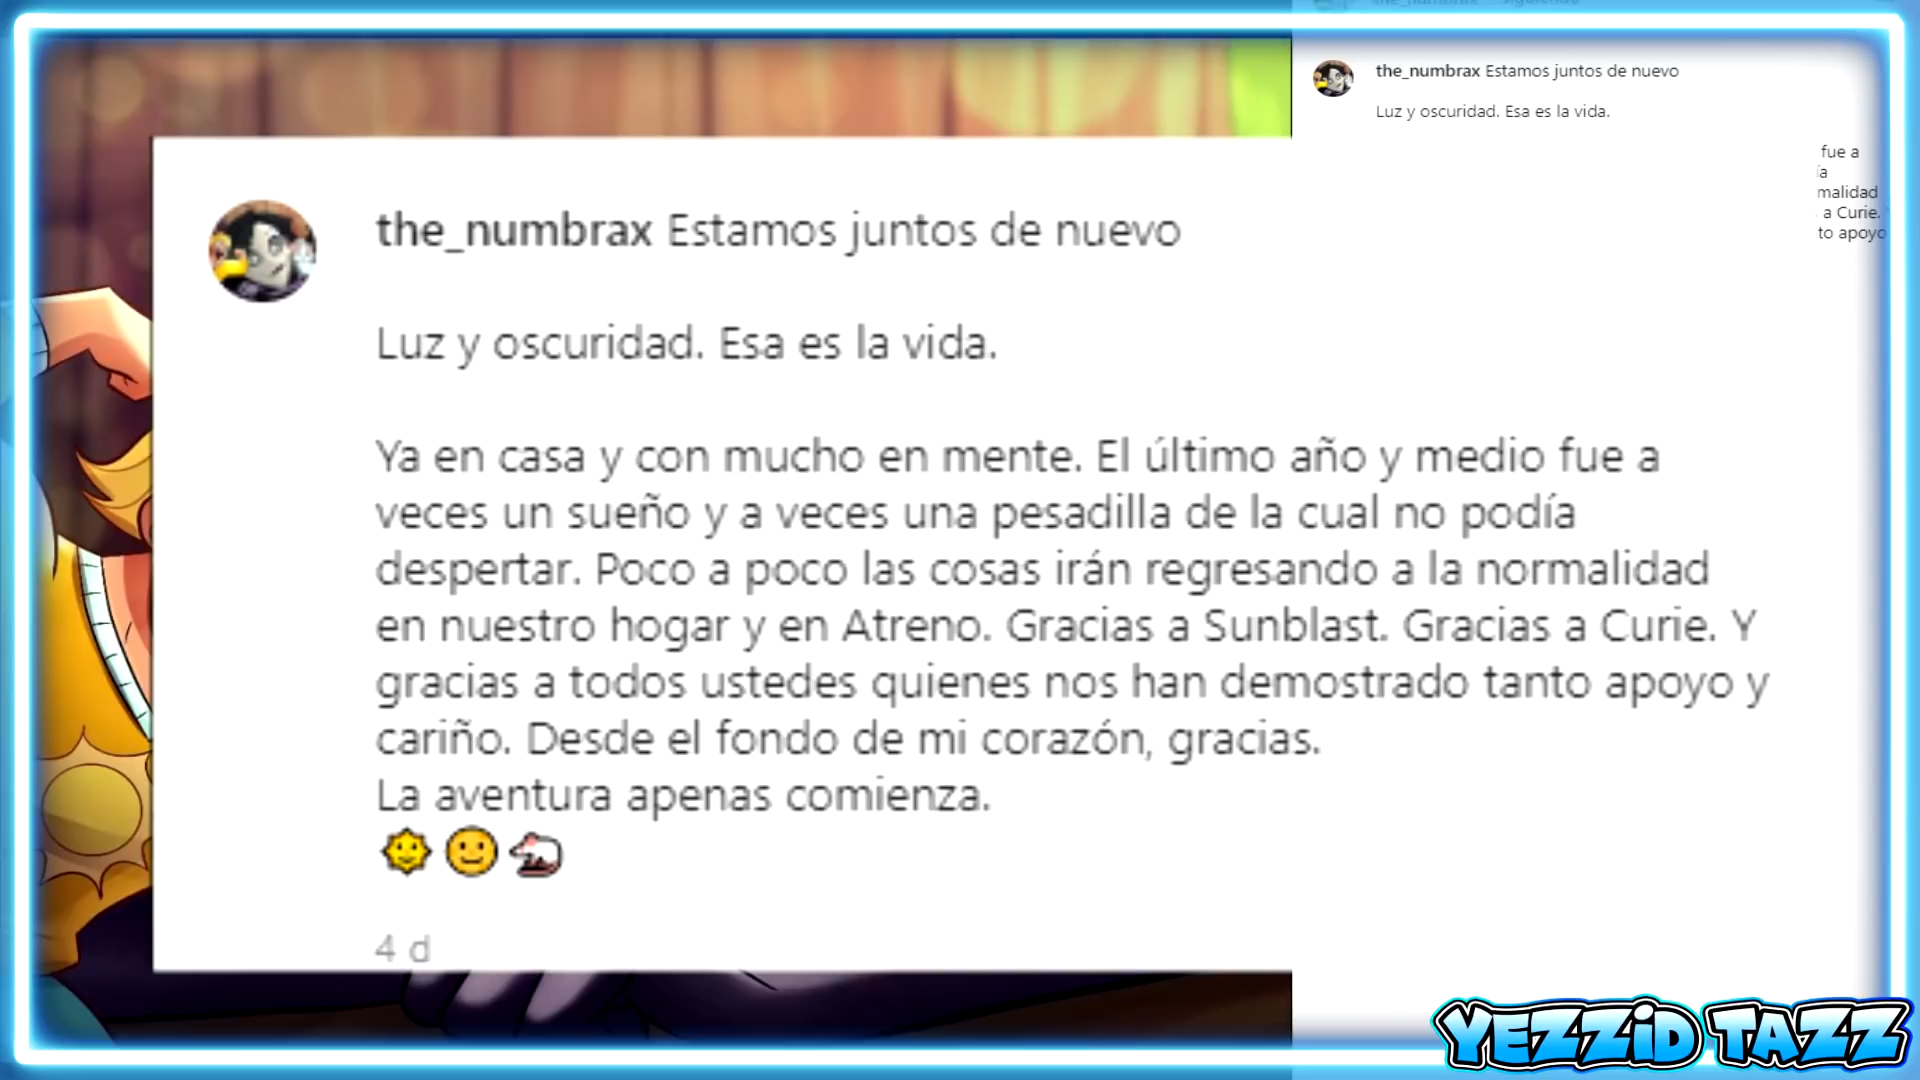 the_numbrax Estamos juntos de nuevo
Luz y oscuridad. Esa es la vida.
Ya en casa y con mucho en mente. El último año y medio fue a
veces un sueño y a veces una pesadilla de la cual no podía
despertar. Poco a poco las cosas irán regresando a la normalidad
en nuestro hogar y en Atreno. Gracias a Sunblast. Gracias a Curie. Y
gracias a todos ustedes quienes nos han demostrado tanto apoyo y
cariño. Desde el fondo de mi corazón, gracias.
La aventura apenas comienza.
4 d
the_numbrax Estamos juntos de nuevo
Luz y oscuridad. Esa es la vida.
fue a
ía
malidad
a Curie.
to apoyo
YEZZiD TAZZ